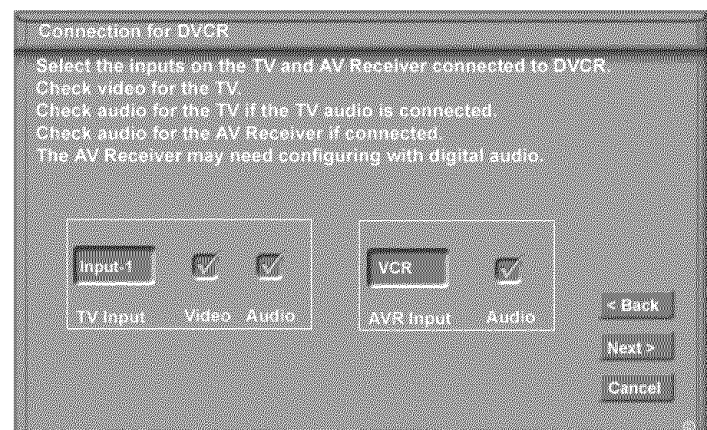 Connection for DVCR
Select the inputs on the TV and AV Receiver connected to DVCR.
Check video for the TV.
Check audio for the TV if the TV audio is connected.
Check audio for the AV Receiver if connected.
The AV Receiver may need configuring with digital audio.
Input-1
TV Input Video Audio
VCR
AVR Input Audio
< Back
Next >
Cancel